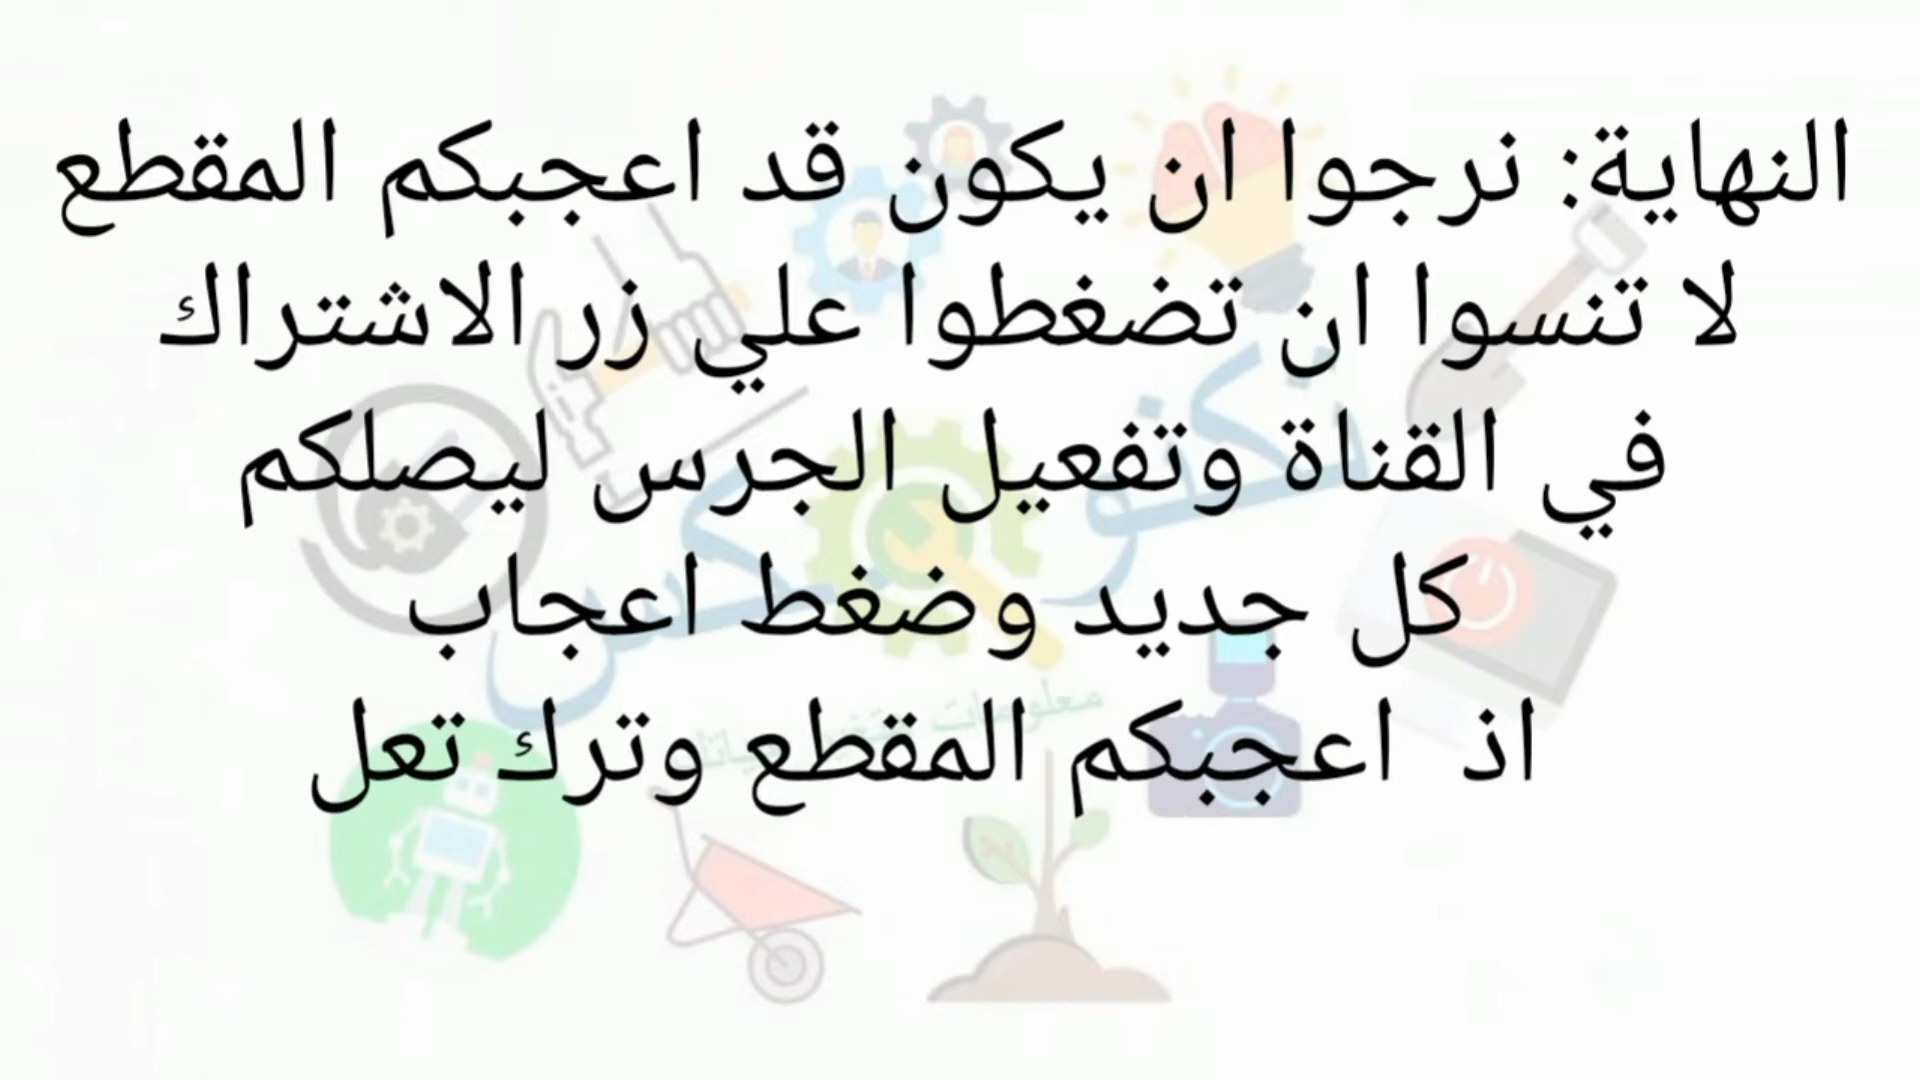 النهاية: نرجوا ان يكون قد اعجبكم المقطع
لا تنسوا ان تضغطوا علي زر الاشتراك
في القناة وتفعيل الجرس ليصلكم
كل جديد وضغط اعجاب
اذ اعجبكم المقطع وترك تعل
معلومات